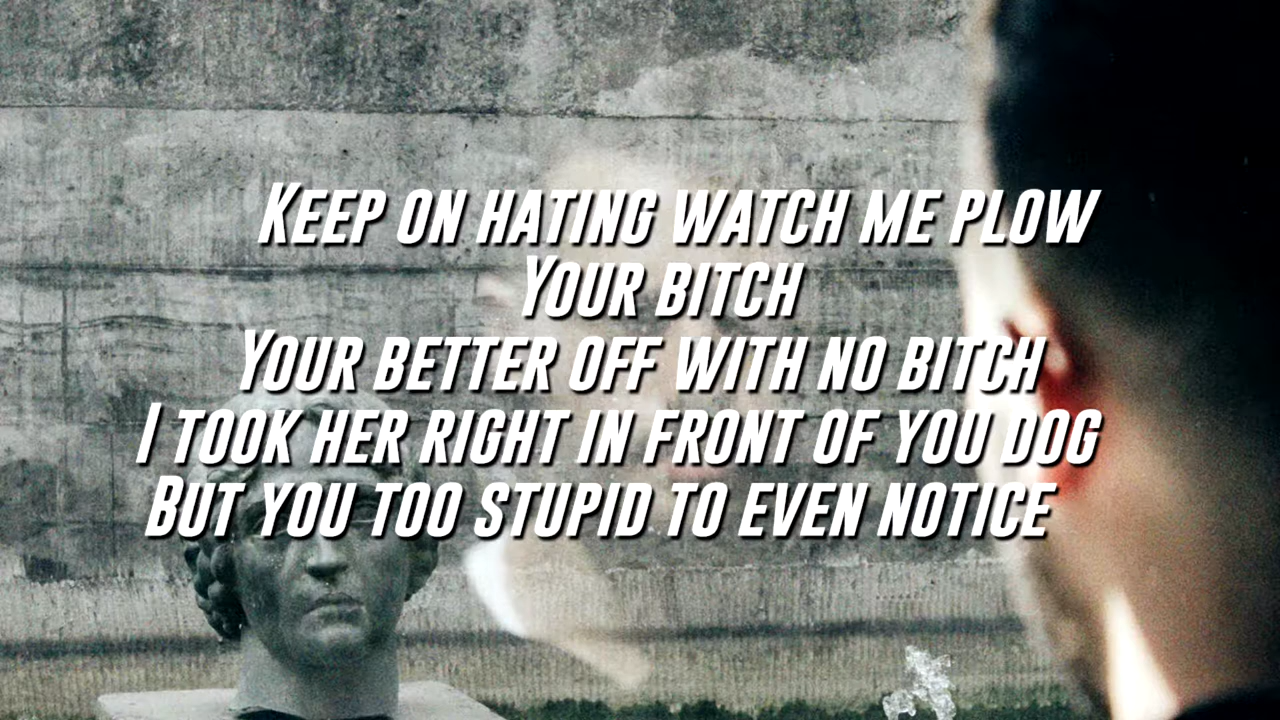 Keep on hating watch me plow
Your bitch
Your better off with no bitch
I took her right in front of you dog
But you too stupid to even notice